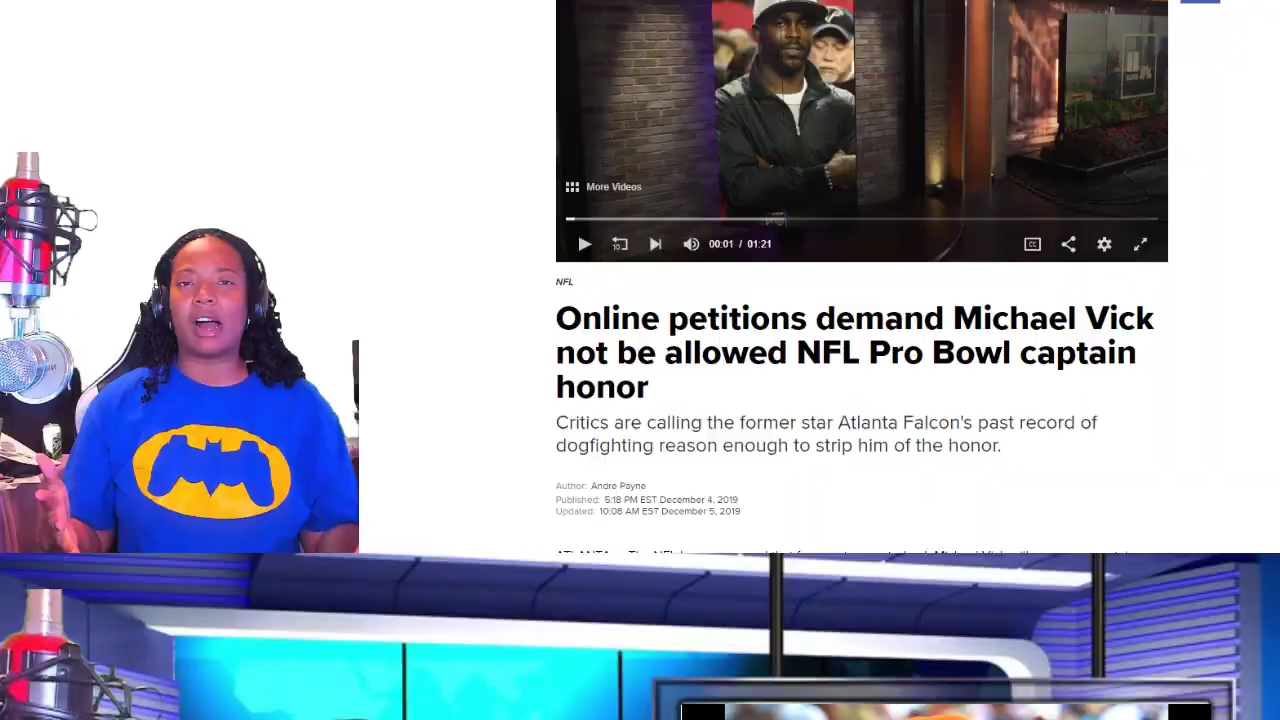 More Videos
00:01 / 01:21
CC
NFL
Online petitions demand Michael Vick
not be allowed NFL Pro Bowl captain
honor
Critics are calling the former star Atlanta Falcon's past record of
dogfighting reason enough to strip him of the honor.
Author: Andre Payne
Published: 5:18 PM EST December 4, 2019
Updated: 10:08 AM EST December 5, 2019